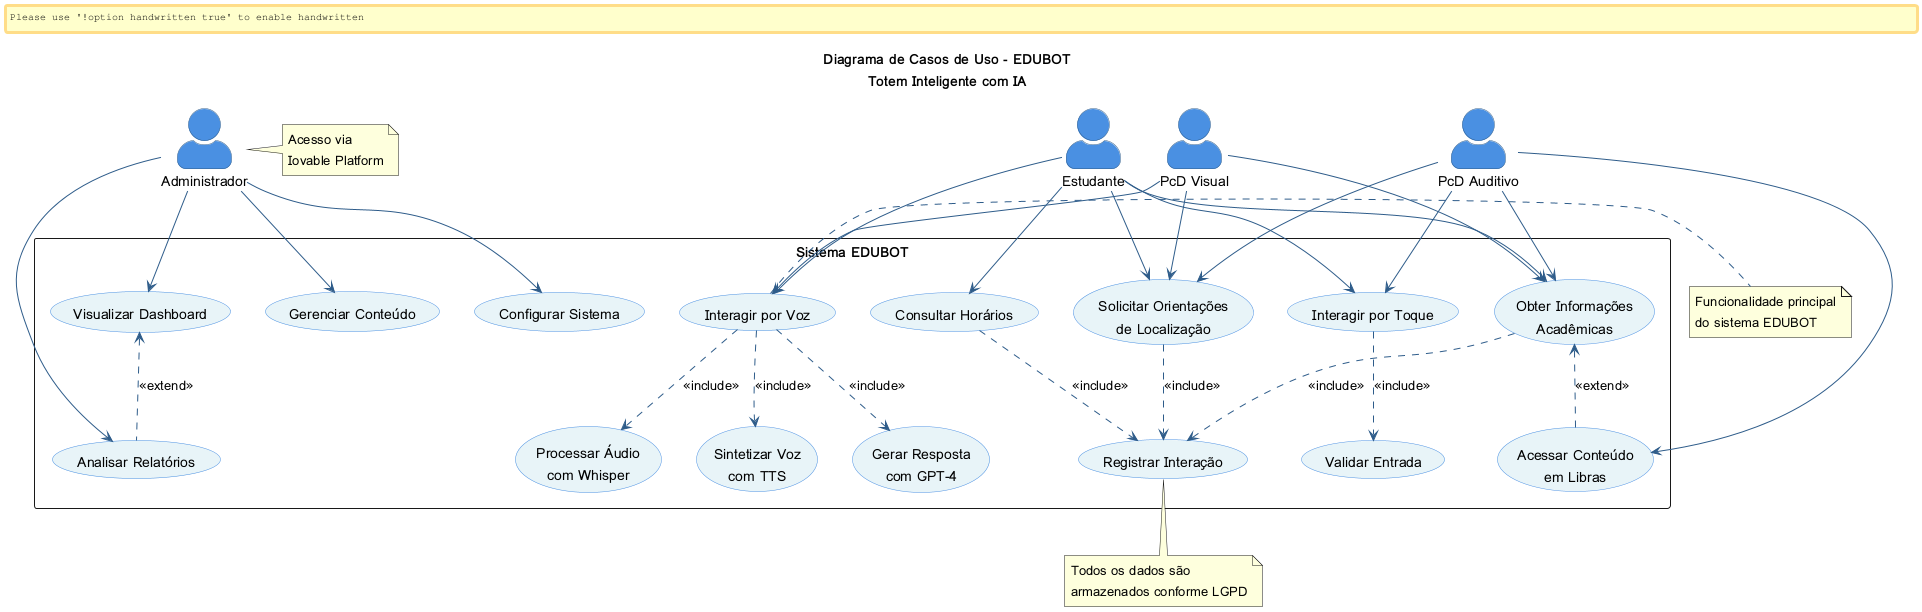 Please use '!option handwritten true' to enable handwritten
Diagrama de Casos de Uso - EDUBOT
Totem Inteligente com IA
Acesso via
Iovable Platform
Administrador
Estudante
PcD Visual
PcD Auditivo
Sistema EDUBOT
Visualizar Dashboard
Gerenciar Conteúdo
Configurar Sistema
Interagir por Voz
Consultar Horários
Solicitar Orientações
de Localização
Interagir por Toque
Obter Informações
Acadêmicas
Funcionalidade principal
do sistema EDUBOT
«extend»
«include»
«include»
«include»
«include»
«include»
«include»
«include»
«extend»
Analisar Relatórios
Processar Áudio
com Whisper
Sintetizar Voz
com TTS
Gerar Resposta
com GPT-4
Registrar Interação
Validar Entrada
Acessar Conteúdo
em Libras
Todos os dados são
armazenados conforme LGPD